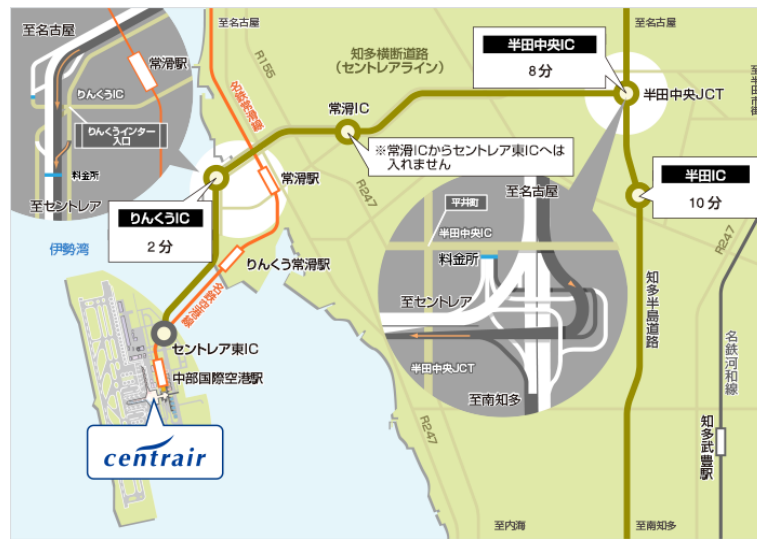 至名古屋
常滑駅
りんくうIC
りんくうインター
入口
料金所
至セントレア
至名古屋
R155
名鉄常滑線
知多横断道路
(セントレアライン)
常滑IC
※常滑ICからセントレア東ICへは
入れません
半田中央IC
8分
至名古屋
半田中央JCT
至半田市街
半田IC
10分
りんくうIC
2分
常滑駅
R247
伊勢湾
りんくう常滑駅
名鉄空港線
セントレア東IC
中部国際空港駅
centrair
至名古屋
平井町
半田中央IC
料金所
至セントレア
半田中央JCT
至南知多
R247
知多半島道路
R247
名鉄河和線
知多武豊駅
至内海
至南知多